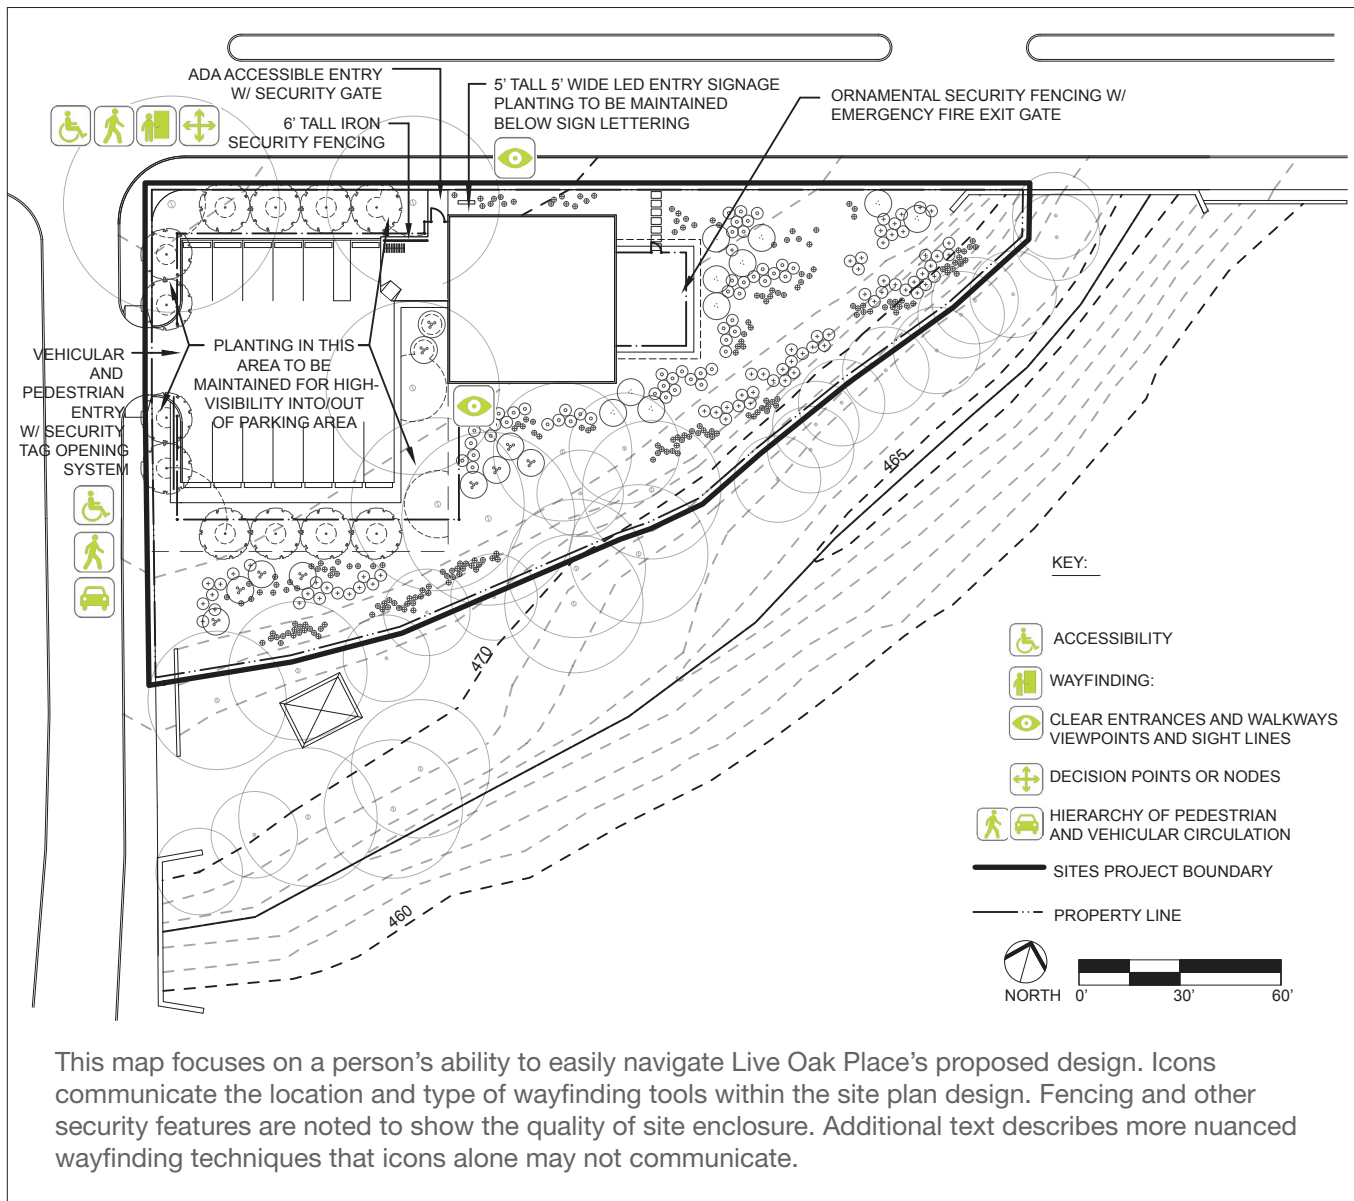 ADA ACCESSIBLE ENTRY
W/ SECURITY GATE
6' TALL IRON
SECURITY FENCING
5' TALL 5' WIDE LED ENTRY SIGNAGE
PLANTING TO BE MAINTAINED
BELOW SIGN LETTERING
ORNAMENTAL SECURITY FENCING W/
EMERGENCY FIRE EXIT GATE
VEHICULAR
AND
PEDESTRIAN
ENTRY
W/ SECURITY
TAG OPENING
SYSTEM
PLANTING IN THIS
AREA TO BE
MAINTAINED FOR HIGH-
VISIBILITY INTO/OUT
OF PARKING AREA
465
470
460
KEY:
ACCESSIBILITY
WAYFINDING:
CLEAR ENTRANCES AND WALKWAYS
VIEWPOINTS AND SIGHT LINES
DECISION POINTS OR NODES
HIERARCHY OF PEDESTRIAN
AND VEHICULAR CIRCULATION
SITES PROJECT BOUNDARY
PROPERTY LINE
NORTH
0' 30' 60'
This map focuses on a person's ability to easily navigate Live Oak Place's proposed design. Icons
communicate the location and type of wayfinding tools within the site plan design. Fencing and other
security features are noted to show the quality of site enclosure. Additional text describes more nuanced
wayfinding techniques that icons alone may not communicate.